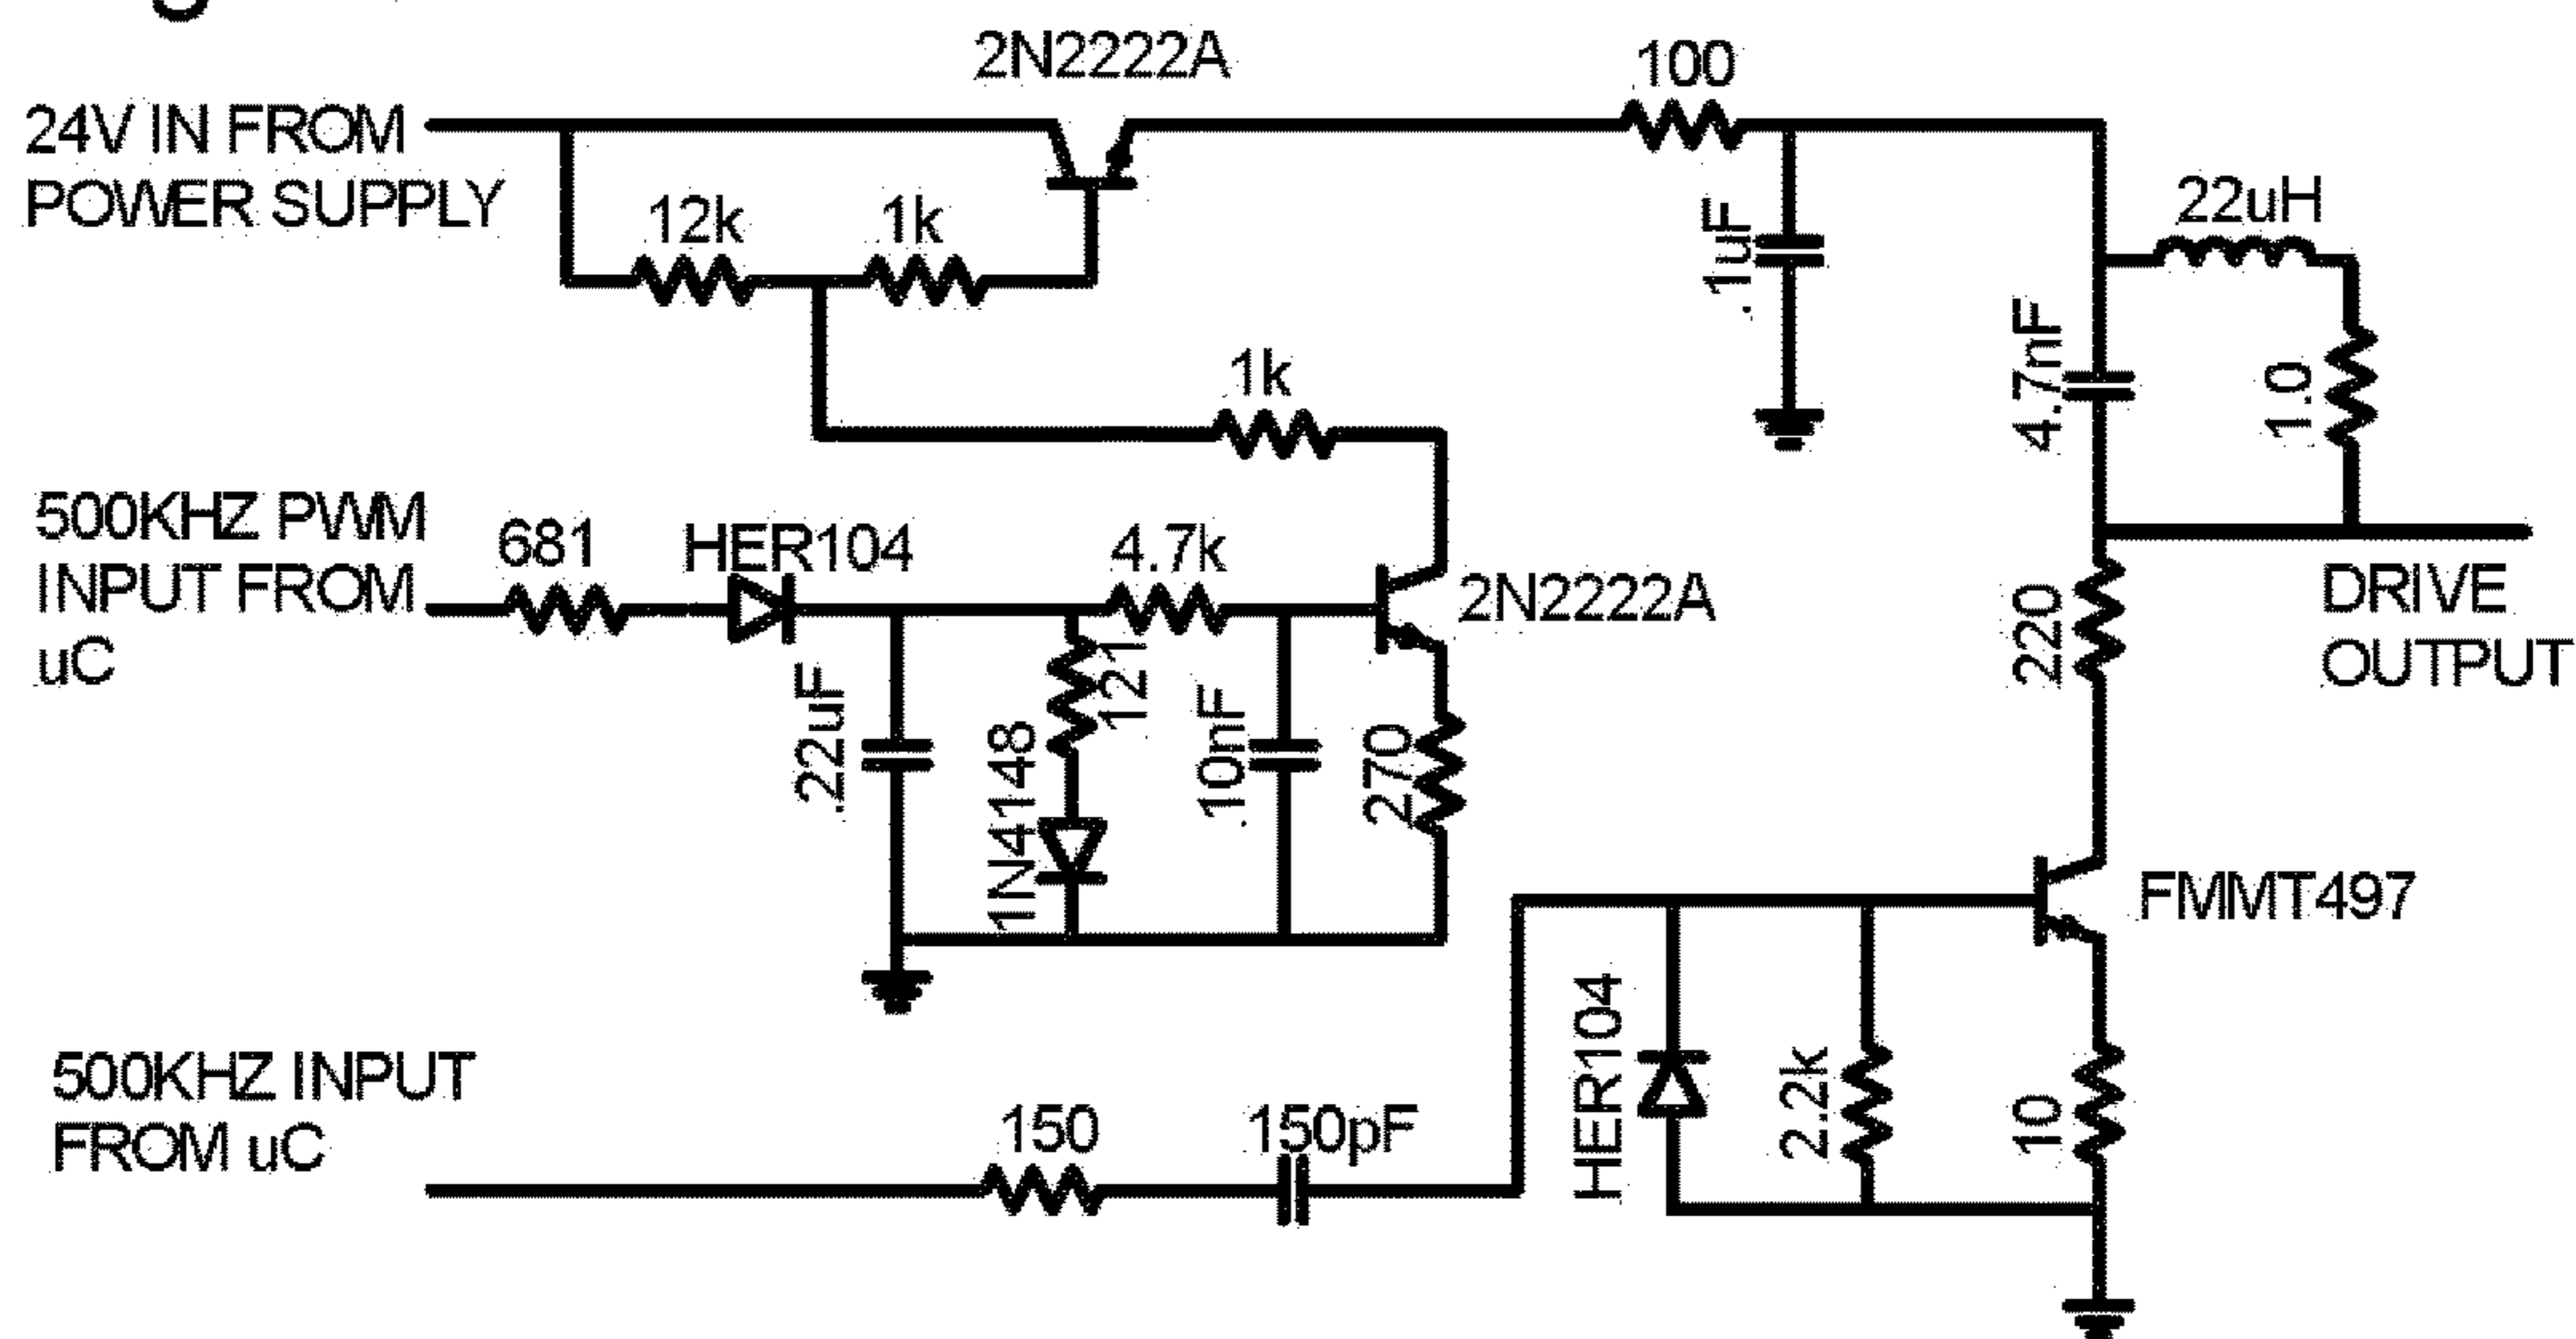 2N2222A
100
24V IN FROM
POWER SUPPLY
12k
1k
.1uF
22uH
1k
4.7nF
1.0
500KHZ PWM
INPUT FROM
uC
681
HER104
4.7k
2N2222A
DRIVE
OUTPUT
.22uF
121
1N4148
.10nF
270
220
FMMT497
HER104
2.2k
10
500KHZ INPUT
FROM uC
150
150pF